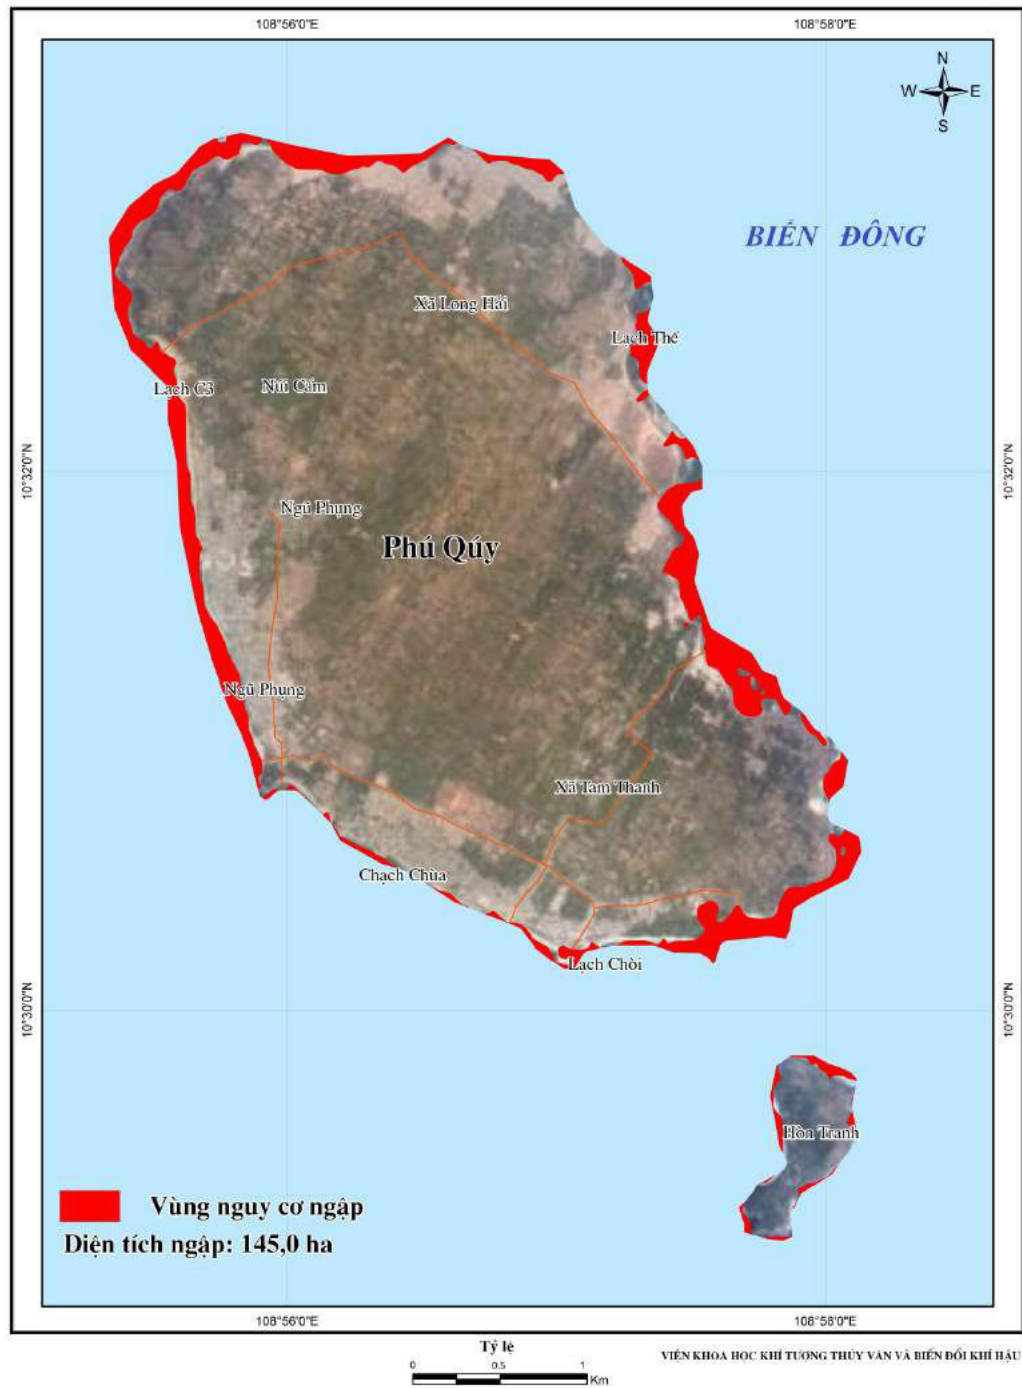 108°56'0"E
108°58'0"E
N
W E
S
BIỂN ĐÔNG
Xã Long Hải
Lạch Thế
Lạch C3
Núi Cấm
10°32'0"N
10°32'0"N
Ngũ Phụng
Phú Qúy
Ngũ Phụng
Xã Tam Thanh
Chạch Chùa
Lạch Chòi
10°30'0"N
10°30'0"N
Hòn Tranh
Vùng nguy cơ ngập
Diện tích ngập: 145,0 ha
108°56'0"E
108°58'0"E
Tỷ lệ
VIỆN KHOA HỌC KHÍ TƯỢNG THỦY VĂN VÀ BIẾN ĐỔI KHÍ HẬU
0 0.5 1
Km